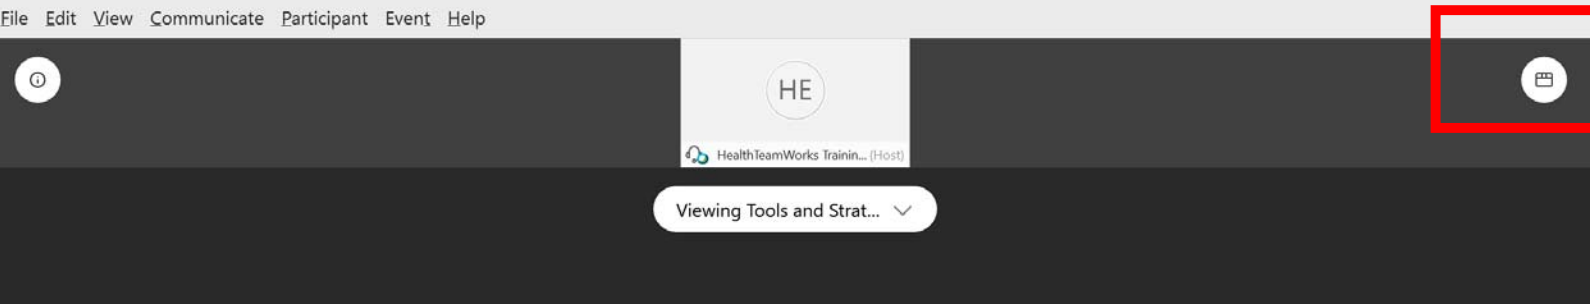 File Edit View Communicate Participant Event Help
HE
HealthTeamWorks Trainin... (Host)
Viewing Tools and Strat...